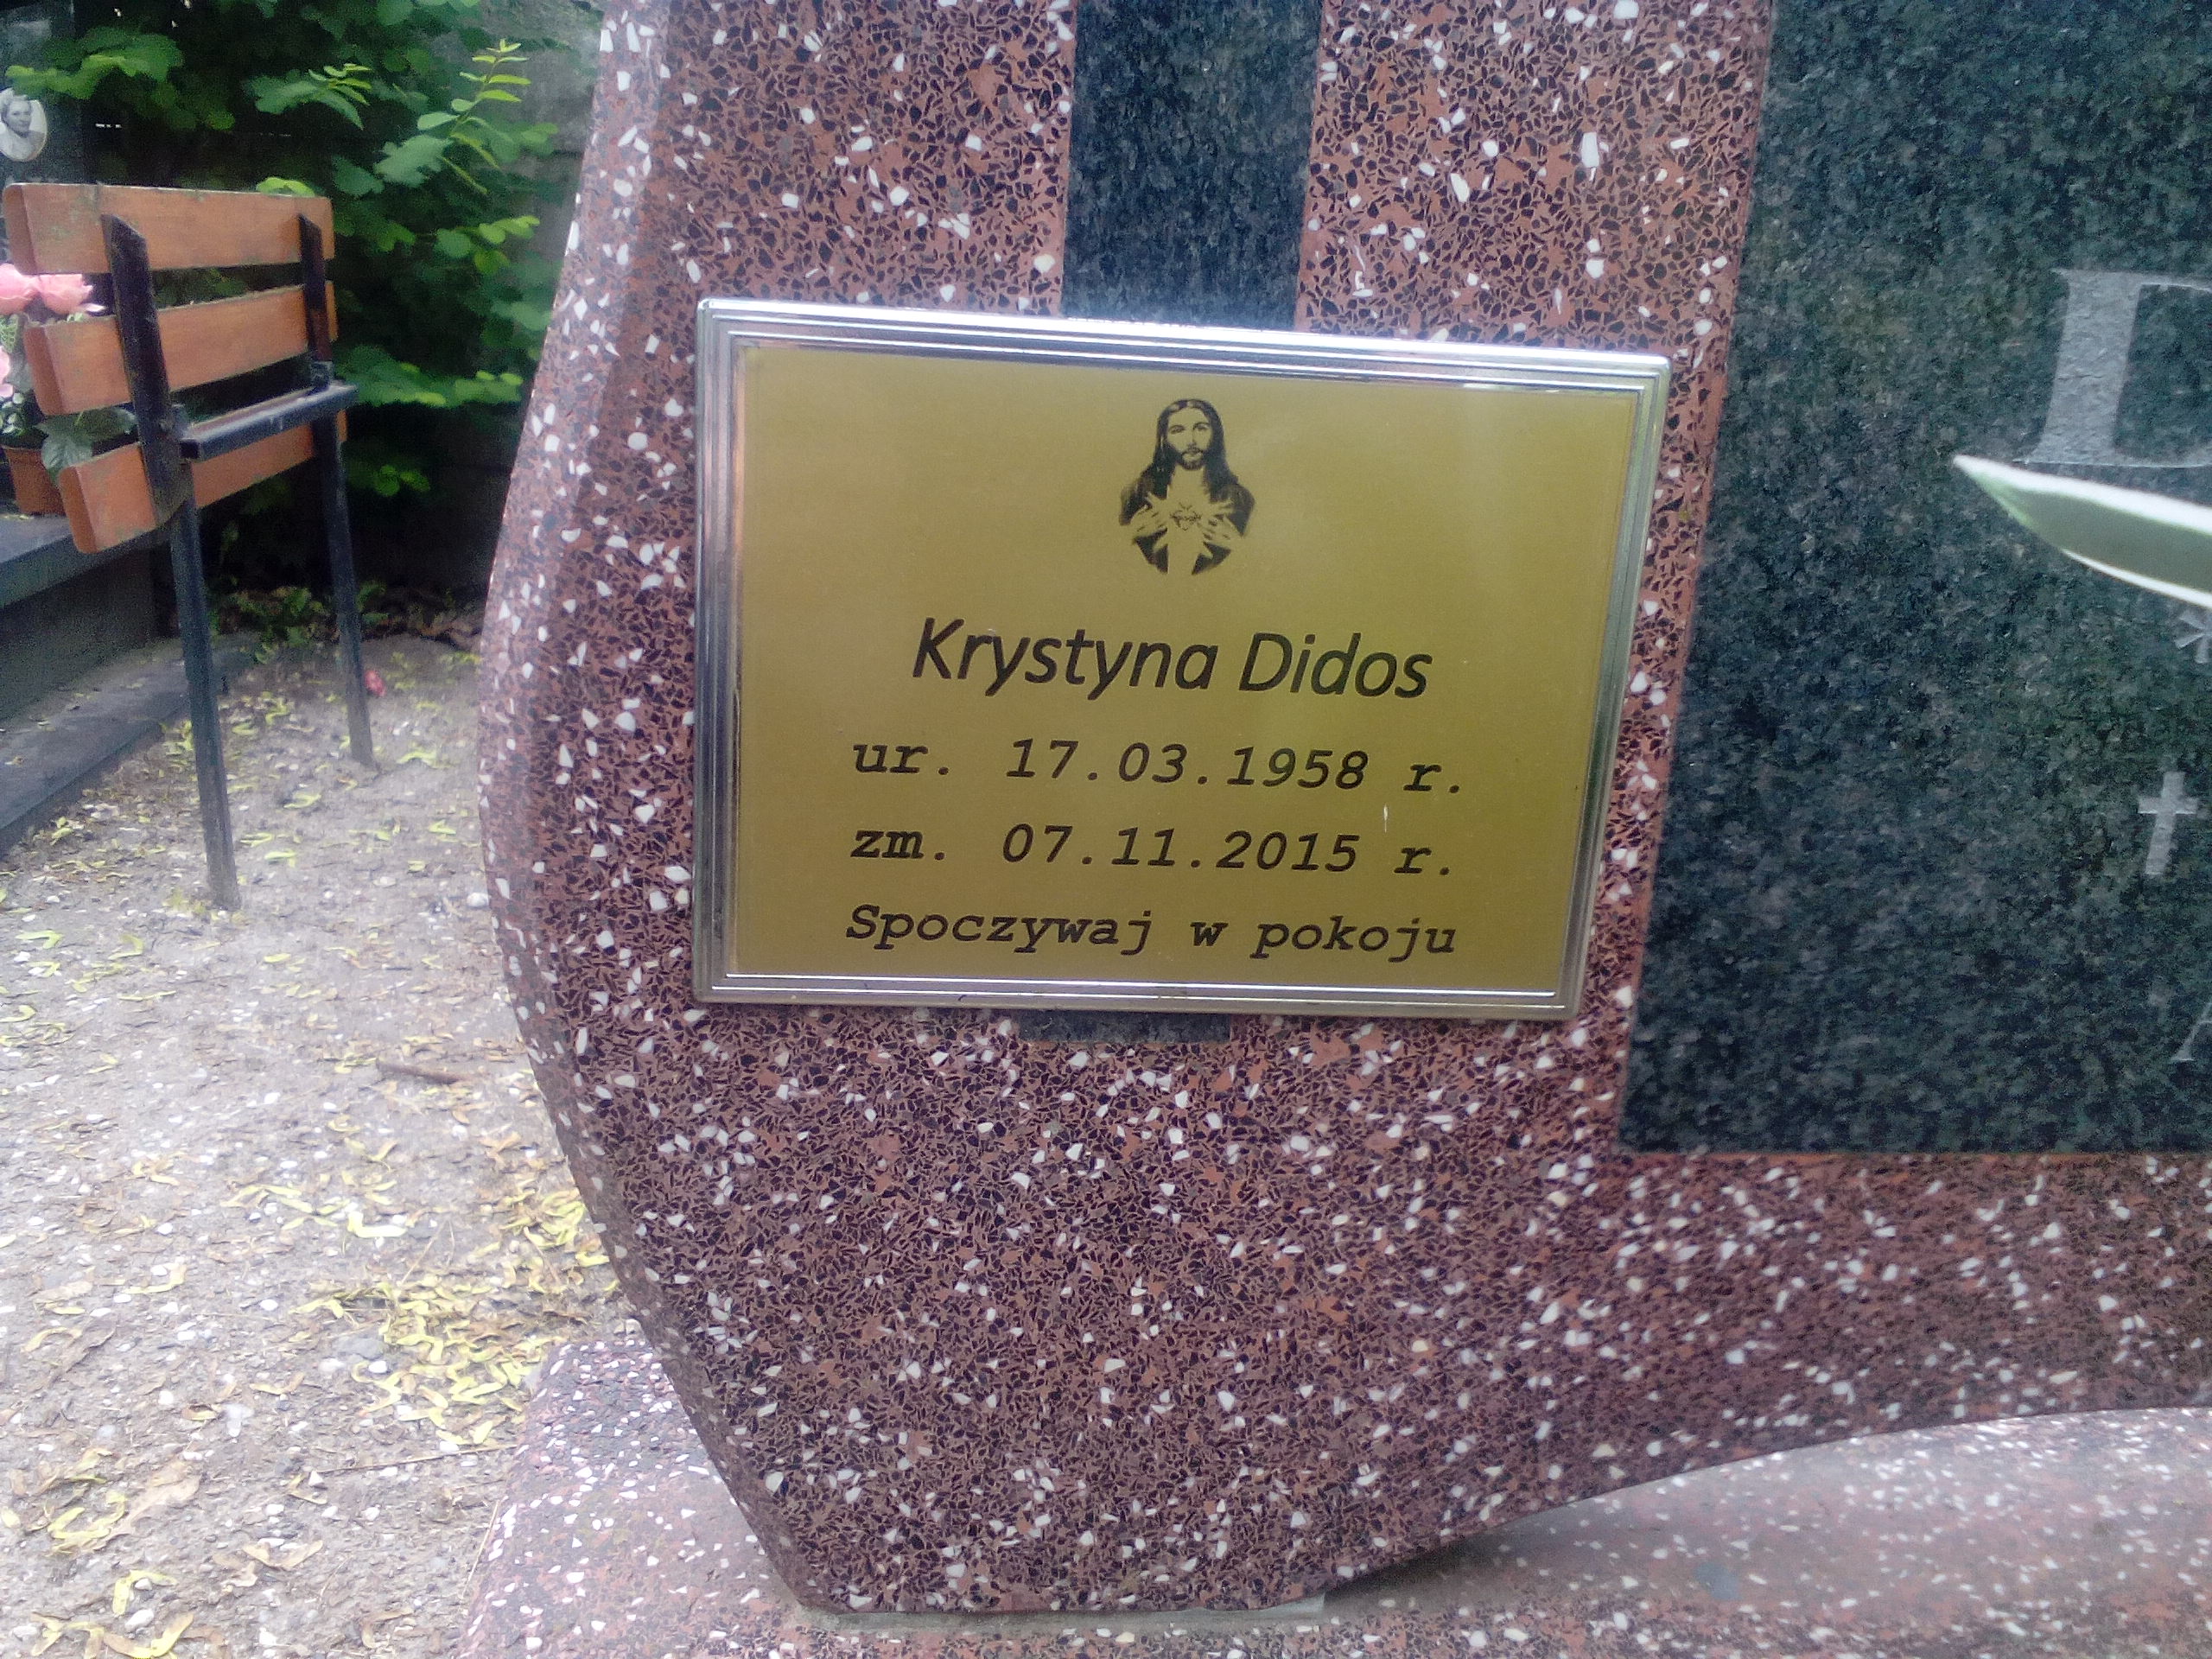 Krystyna Didos
ur. 17.03.1958 r.
zm. 07.11.2015 r.
Spoczywaj w pokoju